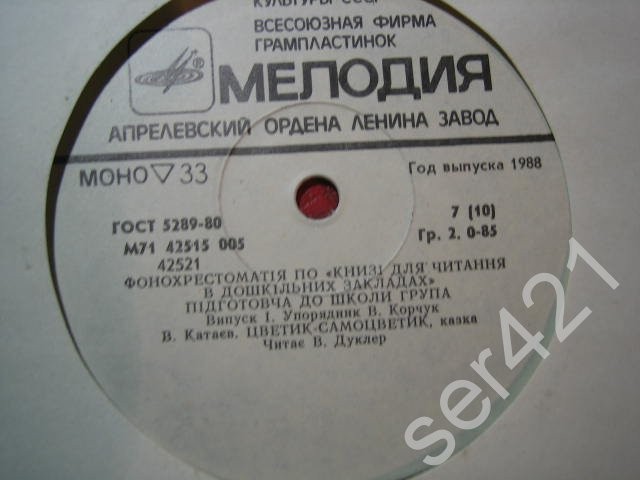 КУЛЬТУРЫ СССР
ВСЕСОЮЗНАЯ ФИРМА
ГРАМПЛАСТИНОК
®
МЕЛОДИЯ
АПРЕЛЕВСКИЙ ОРДЕНА ЛЕНИНА ЗАВОД
МОНО ▽ 33
Год выпуска 1988
ГОСТ 5289-80
7 (10)
М71 42515 005
Гр. 2. 0-85
42521
ФОНОХРЕСТОМАТІЯ ПО «КНИЗІ ДЛЯ ЧИТАННЯ
В ДОШКІЛЬНИХ ЗАКЛАДАХ»
ПІДГОТОВЧА ДО ШКОЛИ ГРУПА
Випуск І. Упорядник В. Корчук
В. Катаєв. ЦВЕТИК-САМОЦВЕТИК, казка
Читає В. Дуклер
ser421